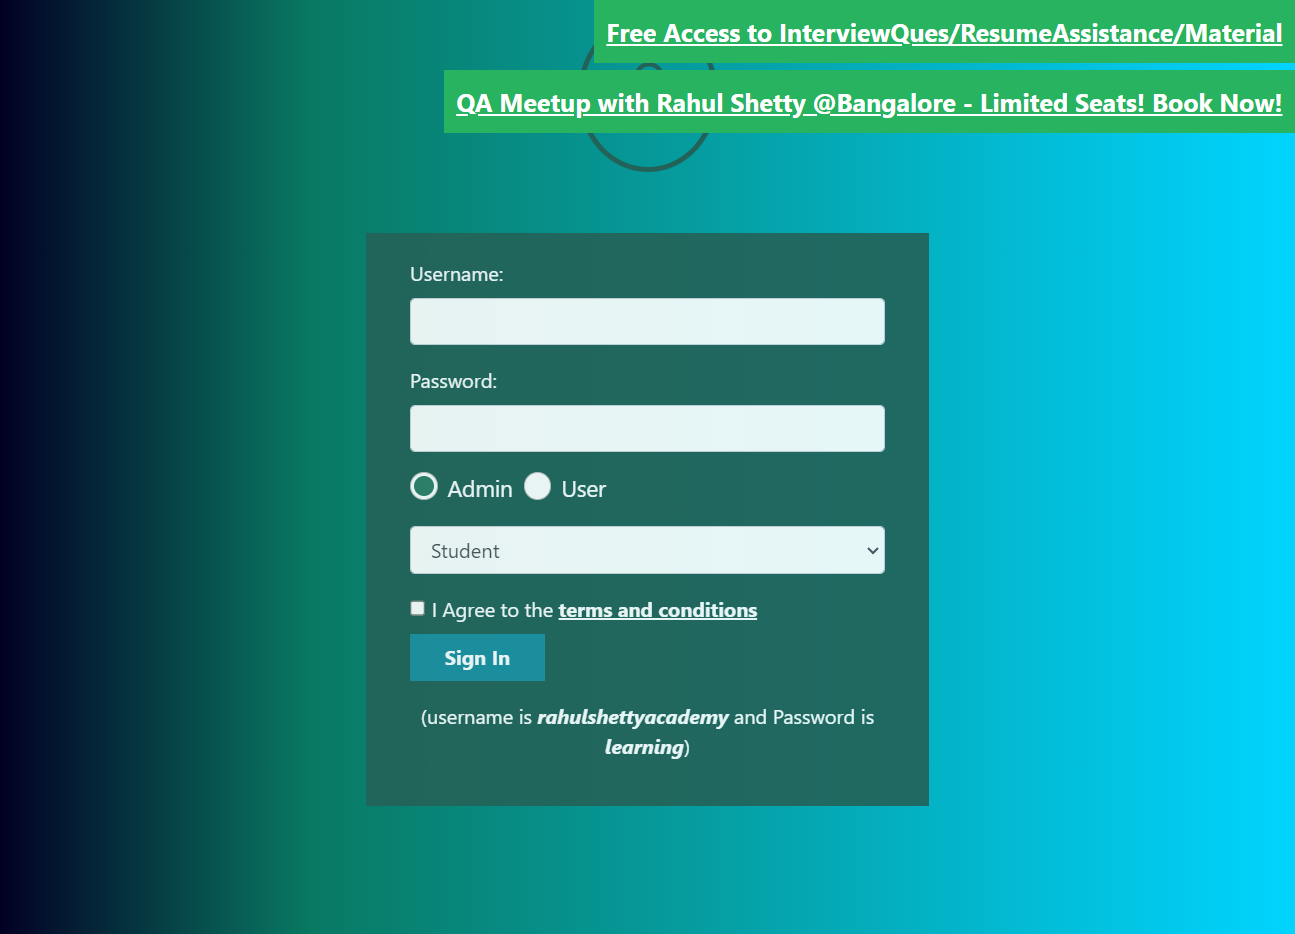 Free Access to InterviewQues/ResumeAssistance/Material
QA Meetup with Rahul Shetty @Bangalore - Limited Seats! Book Now!
Username:
Password:
Admin User
Student
I Agree to the terms and conditions
Sign In
(username is rahulshettyacademy and Password is
learning)